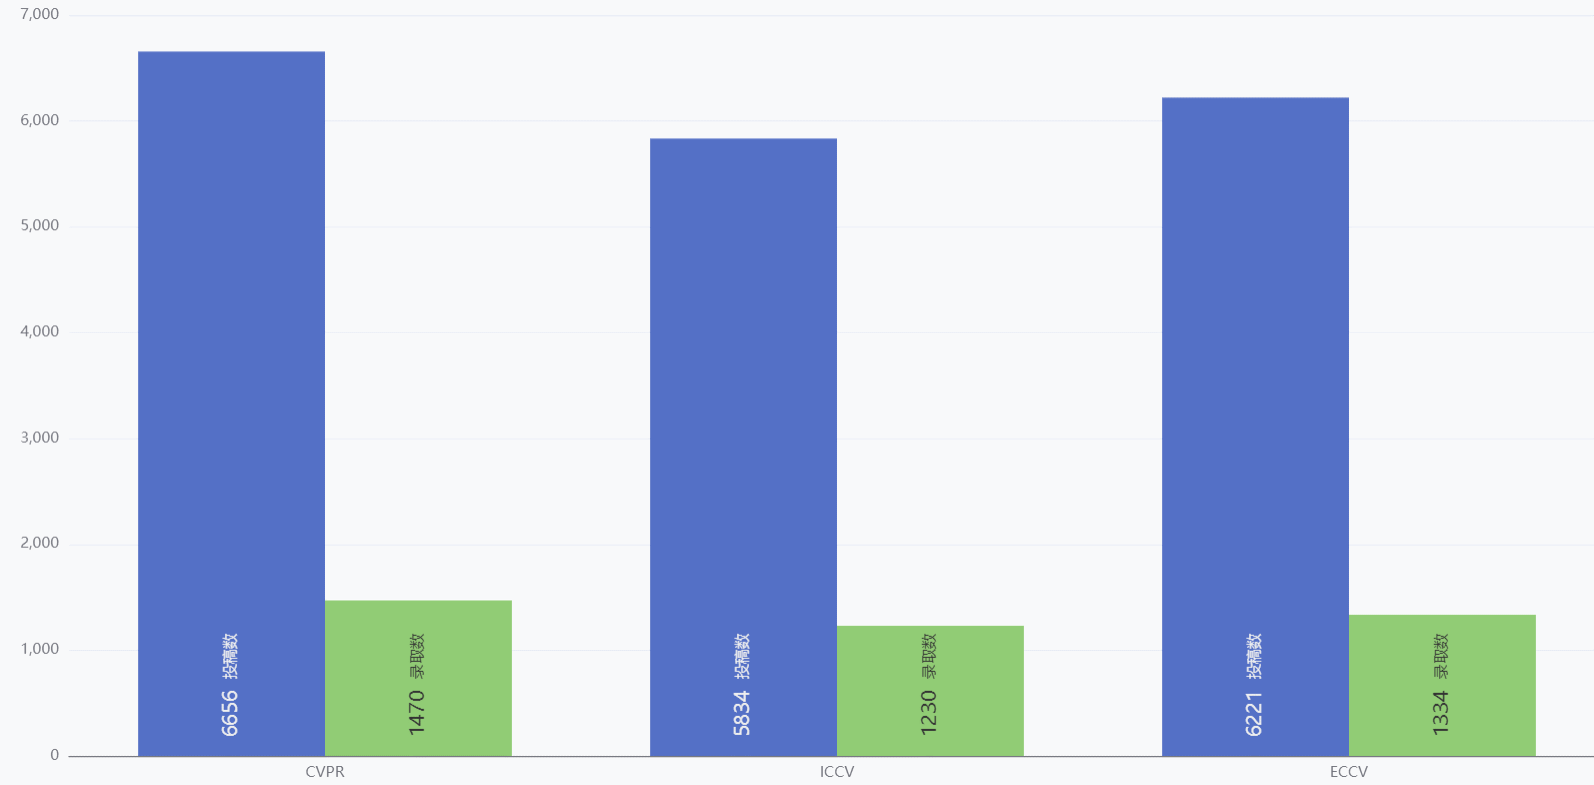 7,000
6,000
5,000
4,000
3,000
2,000
1,000
0
6656 投稿数
1470 录取数
5834 投稿数
1230 录取数
6221 投稿数
1334 录取数
CVPR
ICCV
ECCV